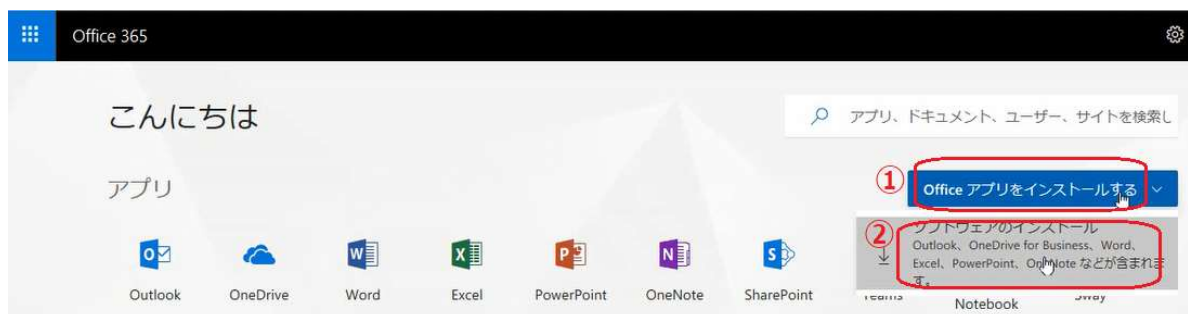 Office 365
こんにちは
アプリ、ドキュメント、ユーザー、サイトを検索し
アプリ
①
Office アプリをインストールする
②
ソフトウェアのインストール
Outlook、OneDrive for Business、Word、
Excel、PowerPoint、OneNote などが含まれま
す。
Outlook
OneDrive
Word
Excel
PowerPoint
OneNote
SharePoint
Teams
Notebook
Sway